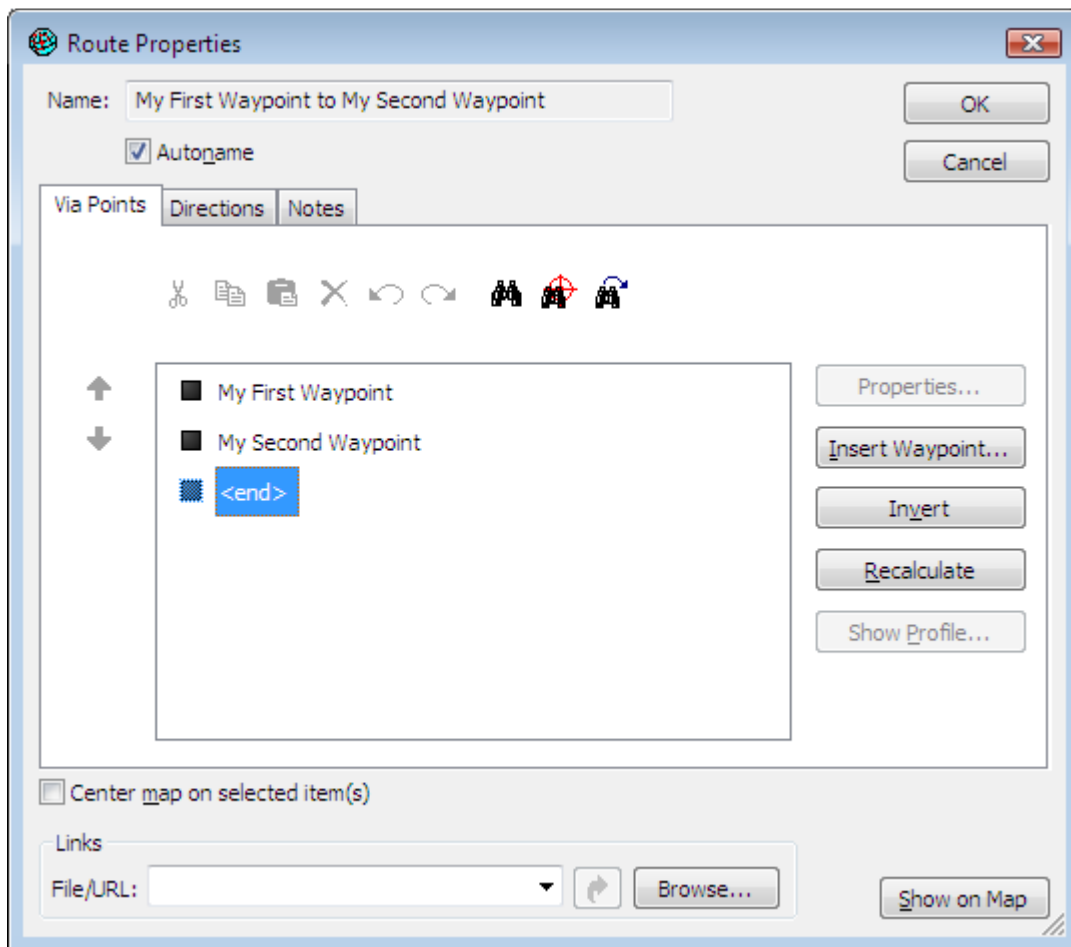 Route Properties
Name: My First Waypoint to My Second Waypoint
OK
Autoname
Cancel
Via Points Directions Notes
My First Waypoint
Properties...
My Second Waypoint
Insert Waypoint...
<end>
Invert
Recalculate
Show Profile...
Center map on selected item(s)
Links
File/URL: Browse...
Show on Map